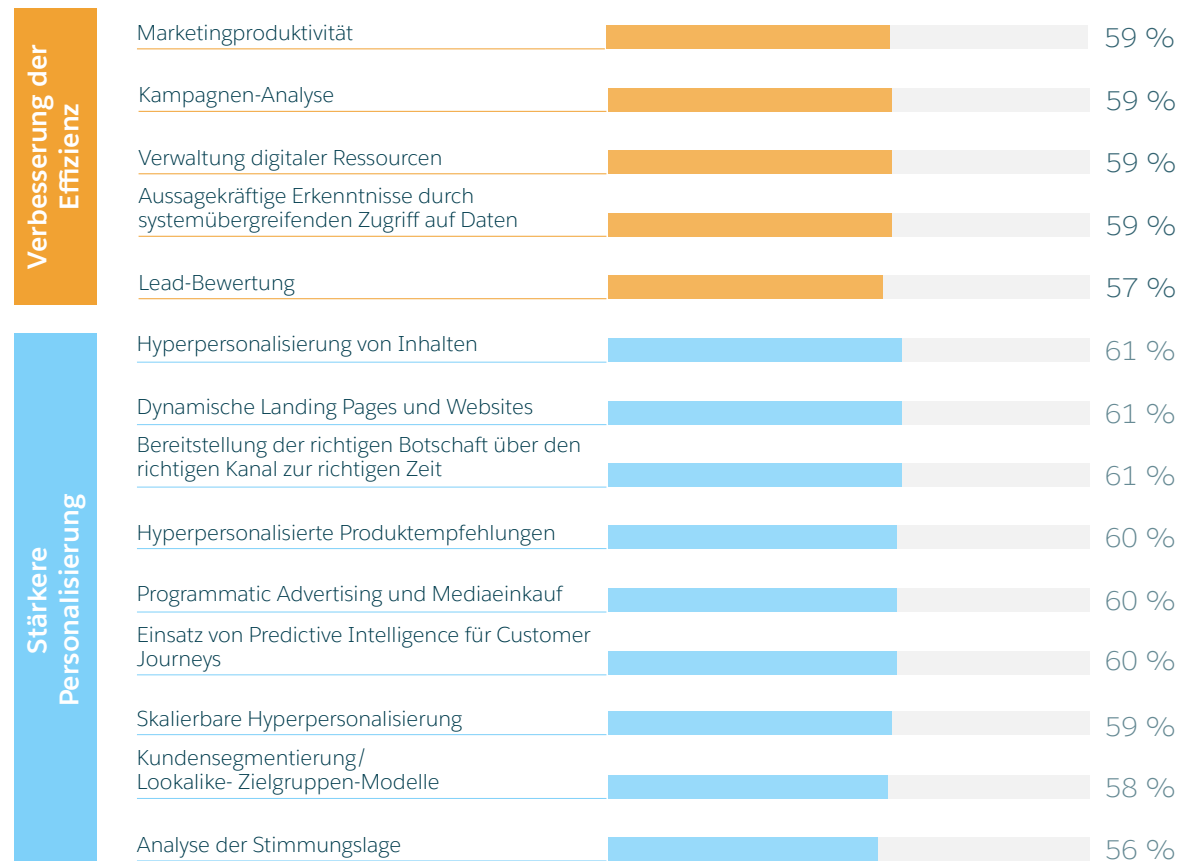 Verbesserung der
Effizienz
Marketingproduktivität
59 %
Kampagnen-Analyse
59 %
Verwaltung digitaler Ressourcen
59 %
Aussagekräftige Erkenntnisse durch
systemübergreifenden Zugriff auf Daten
59 %
Lead-Bewertung
57 %
Stärkere
Personalisierung
Hyperpersonalisierung von Inhalten
61 %
Dynamische Landing Pages und Websites
61 %
Bereitstellung der richtigen Botschaft über den
richtigen Kanal zur richtigen Zeit
61 %
Hyperpersonalisierte Produktempfehlungen
60 %
Programmatic Advertising und Mediaeinkauf
60 %
Einsatz von Predictive Intelligence für Customer
Journeys
60 %
Skalierbare Hyperpersonalisierung
59 %
Kundensegmentierung/
Lookalike- Zielgruppen-Modelle
58 %
Analyse der Stimmungslage
56 %